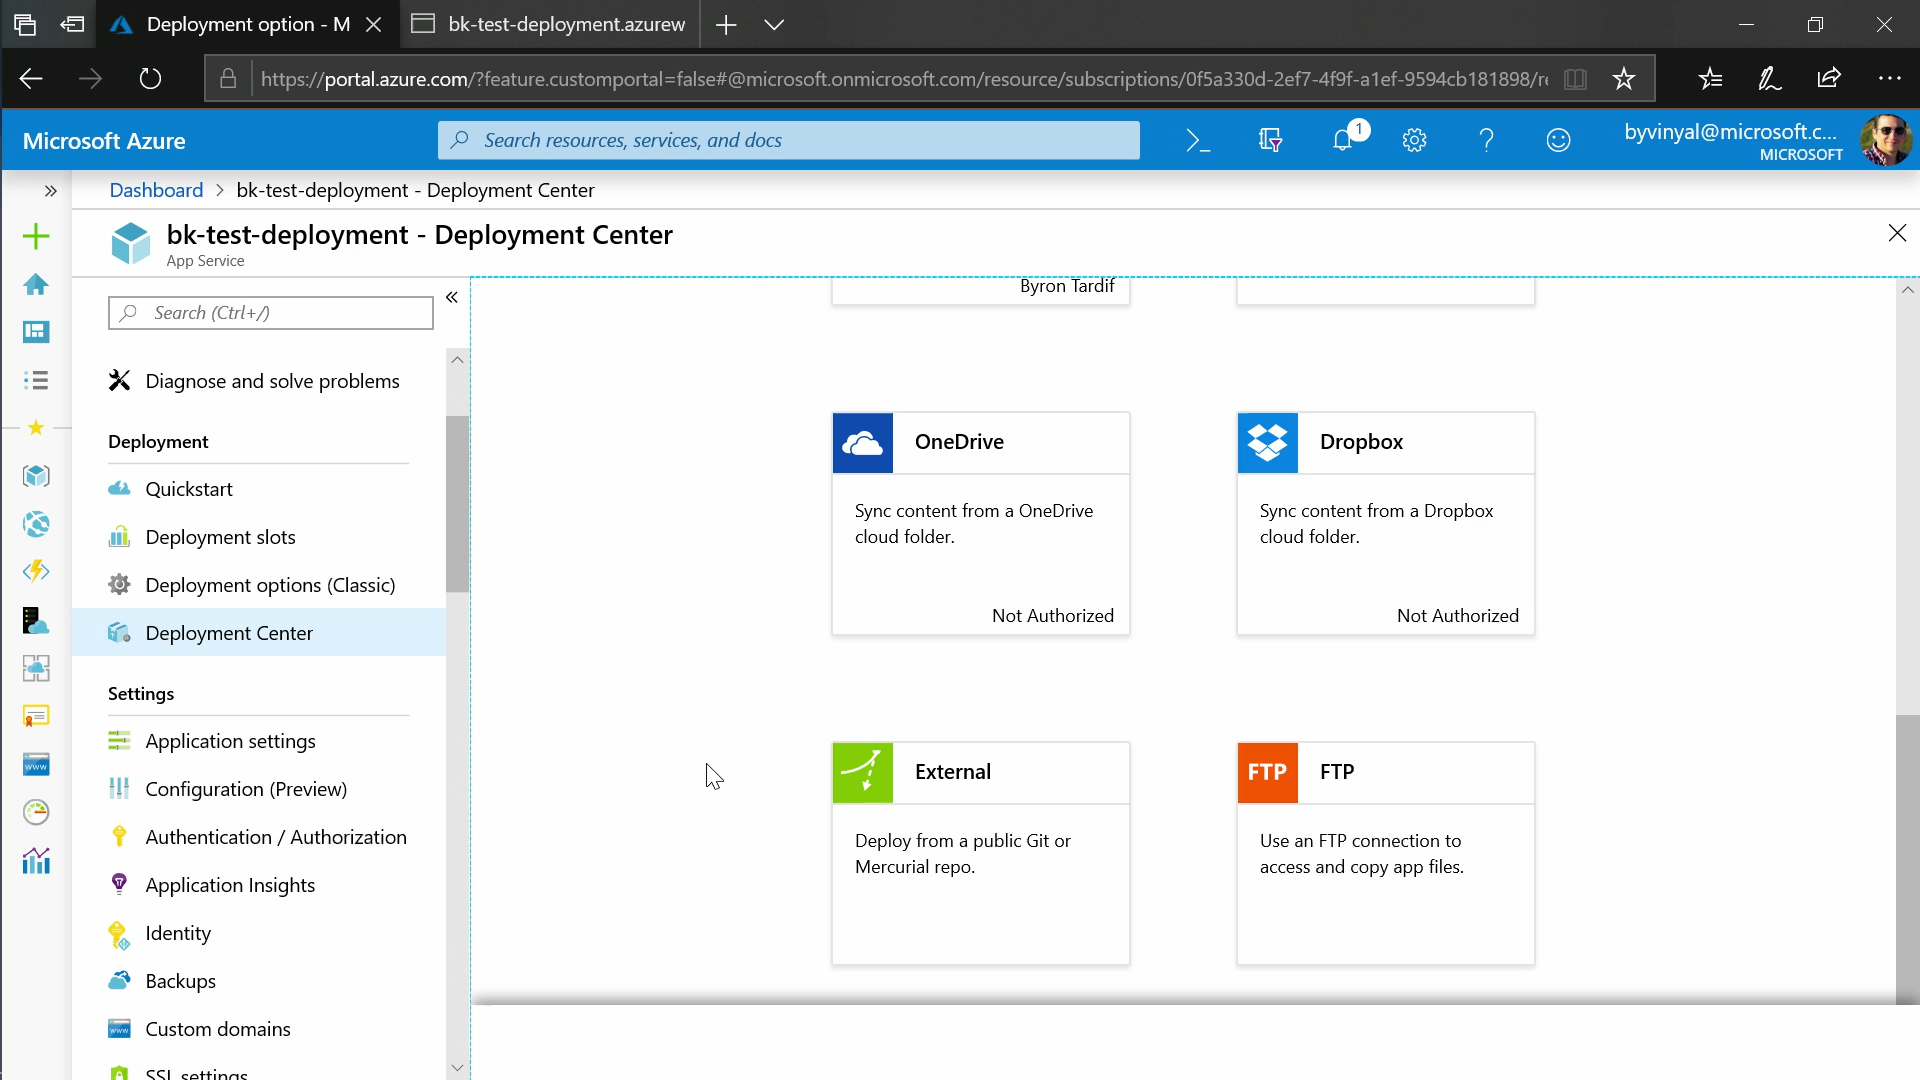 Deployment option - M
bk-test-deployment.azurew
https://portal.azure.com/?feature.customportal=false#@microsoft.onmicrosoft.com/resource/subscriptions/0f5a330d-2ef7-4f9f-a1ef-9594cb181898/re
Microsoft Azure
Search resources, services, and docs
1
byvinyal@microsoft.c...
MICROSOFT
Dashboard > bk-test-deployment - Deployment Center
bk-test-deployment - Deployment Center
App Service
Search (Ctrl+/)
Diagnose and solve problems
Deployment
Quickstart
Deployment slots
Deployment options (Classic)
Deployment Center
Settings
Application settings
Configuration (Preview)
Authentication / Authorization
Application Insights
Identity
Backups
www
Custom domains
SSL settings
www
Byron Tardif
OneDrive
Sync content from a OneDrive
cloud folder.
Not Authorized
Dropbox
Sync content from a Dropbox
cloud folder.
Not Authorized
External
Deploy from a public Git or
Mercurial repo.
FTP
FTP
Use an FTP connection to
access and copy app files.